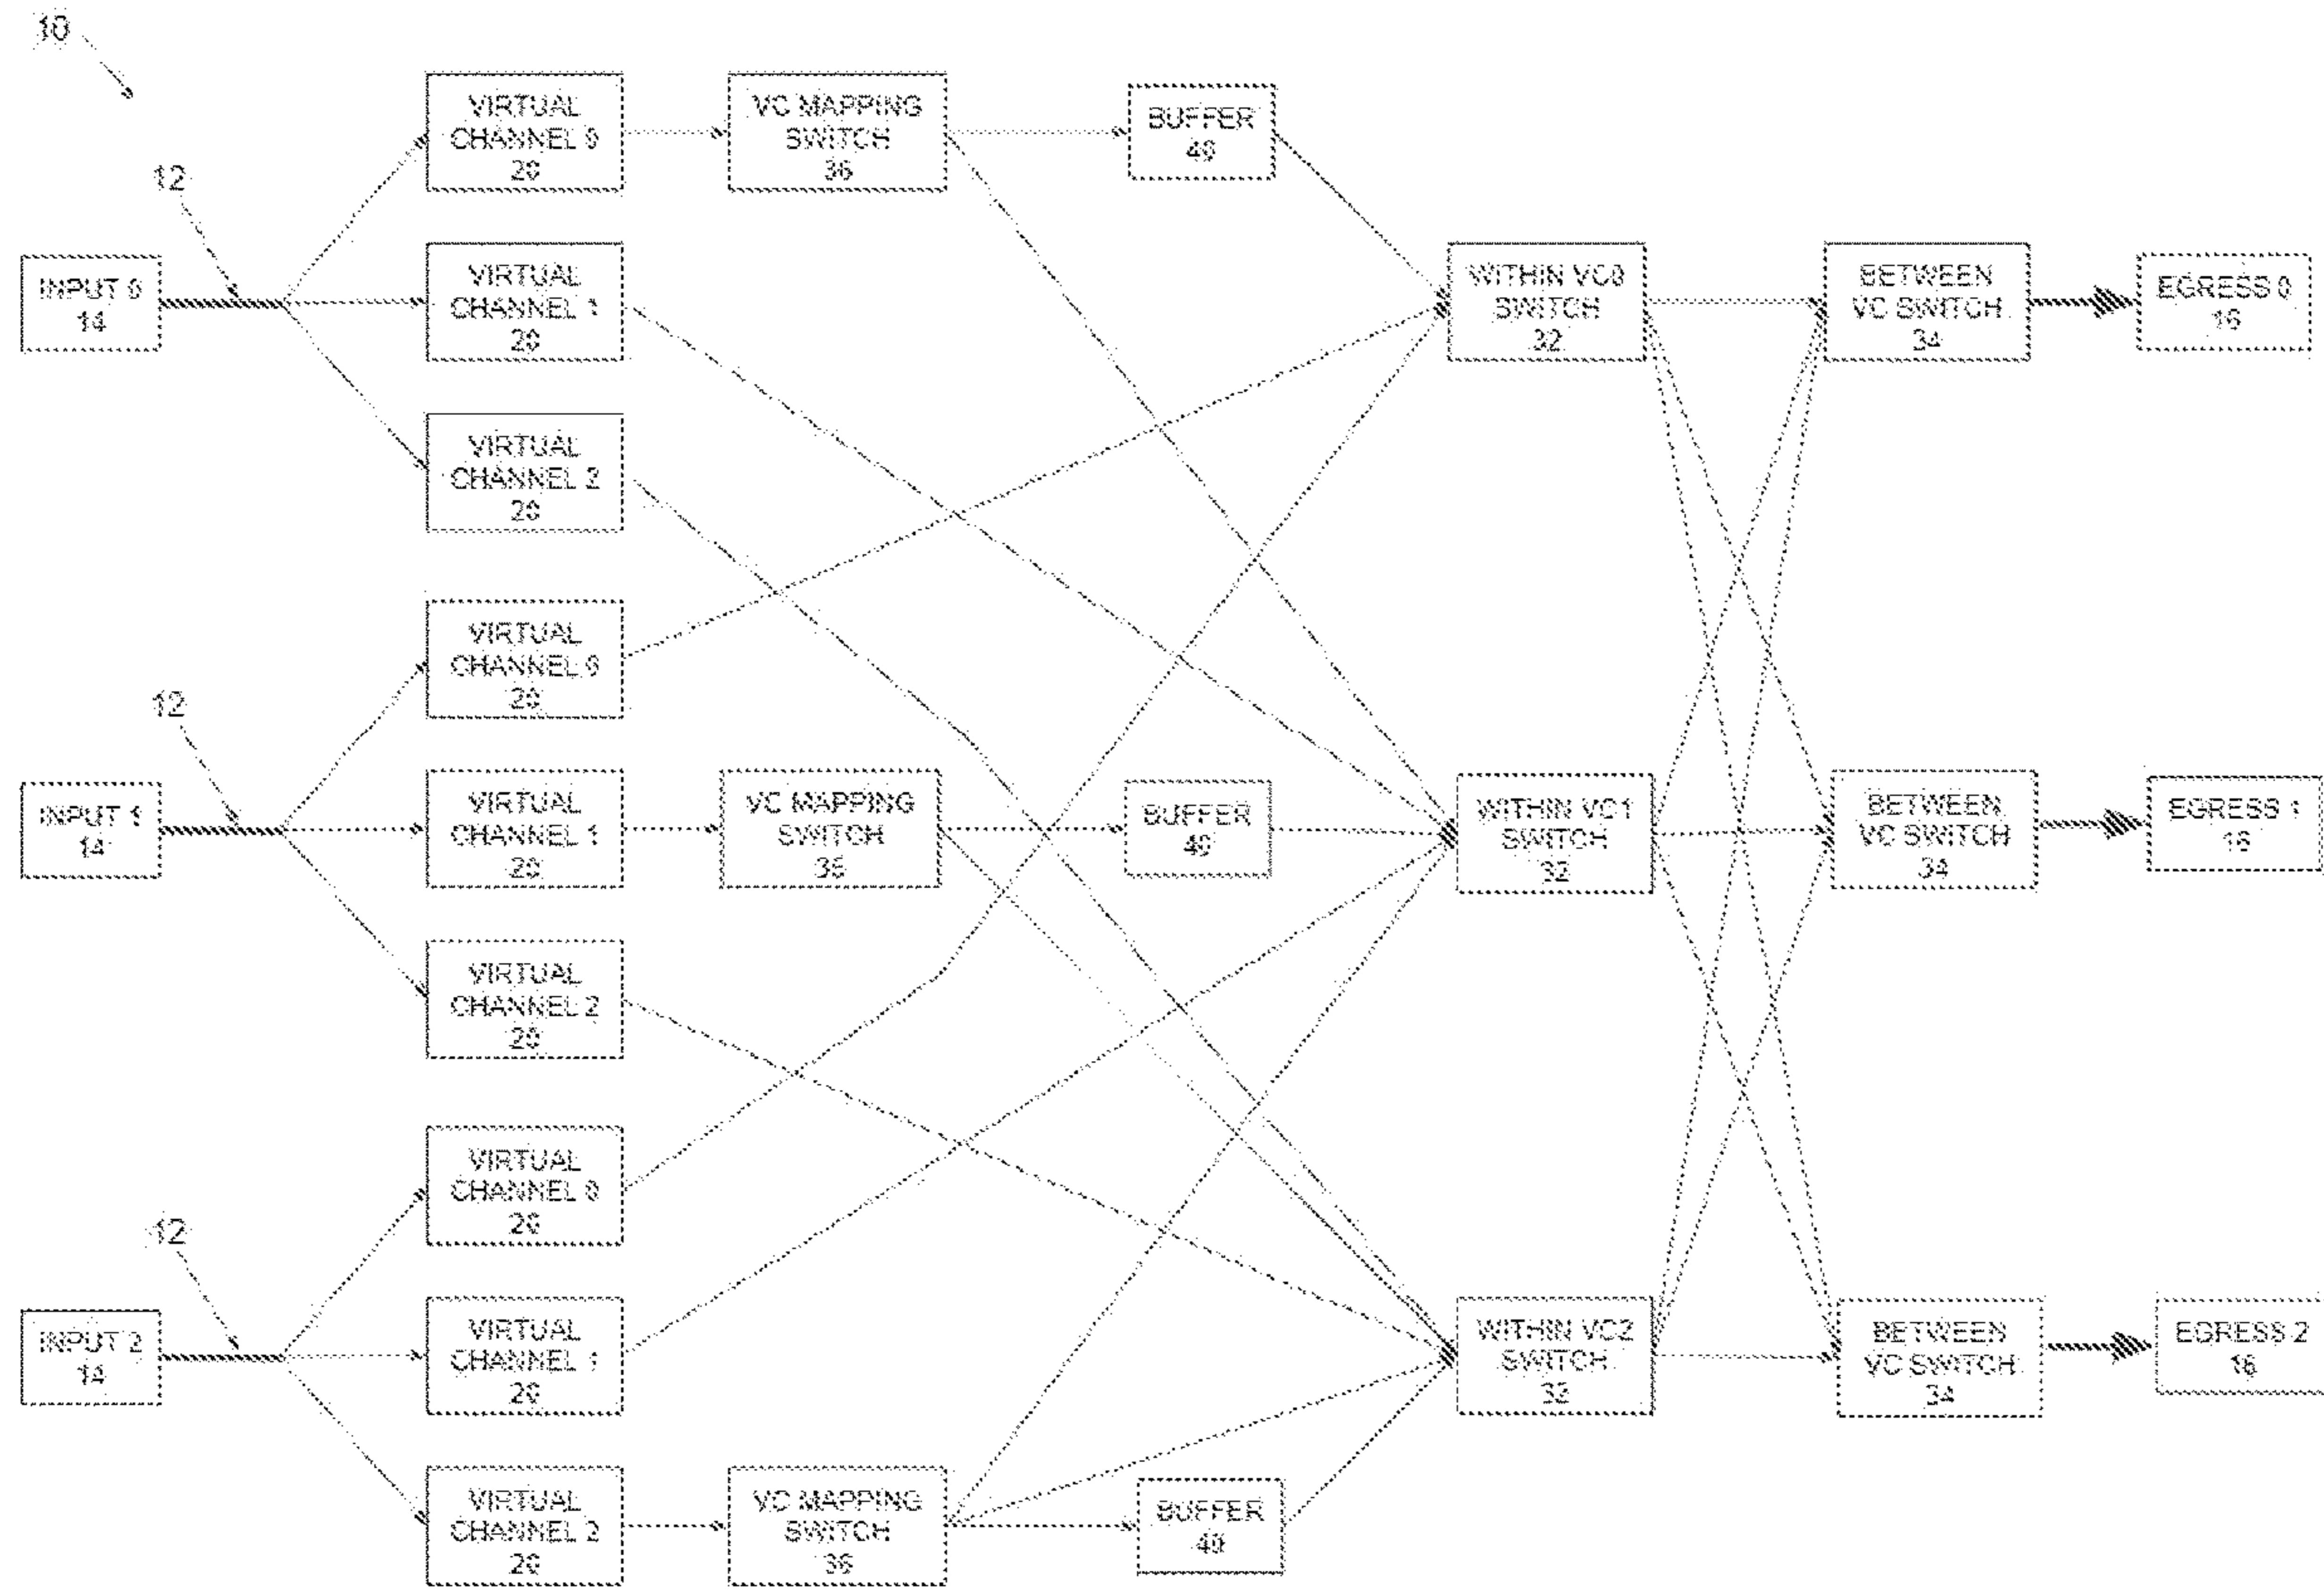 10
VIRTUAL
CHANNEL 0
20
VC MAPPING
SWITCH
36
BUFFER
40
12
INPUT 0
14
VIRTUAL
CHANNEL 1
20
WITHIN VC0
SWITCH
32
BETWEEN
VC SWITCH
34
EGRESS 0
16
VIRTUAL
CHANNEL 2
20
VIRTUAL
CHANNEL 0
20
12
INPUT 1
14
VIRTUAL
CHANNEL 1
20
VC MAPPING
SWITCH
36
BUFFER
40
WITHIN VC1
SWITCH
32
BETWEEN
VC SWITCH
34
EGRESS 1
16
VIRTUAL
CHANNEL 2
20
VIRTUAL
CHANNEL 0
20
12
INPUT 2
14
VIRTUAL
CHANNEL 1
20
WITHIN VC2
SWITCH
32
BETWEEN
VC SWITCH
34
EGRESS 2
16
VIRTUAL
CHANNEL 2
20
VC MAPPING
SWITCH
36
BUFFER
40